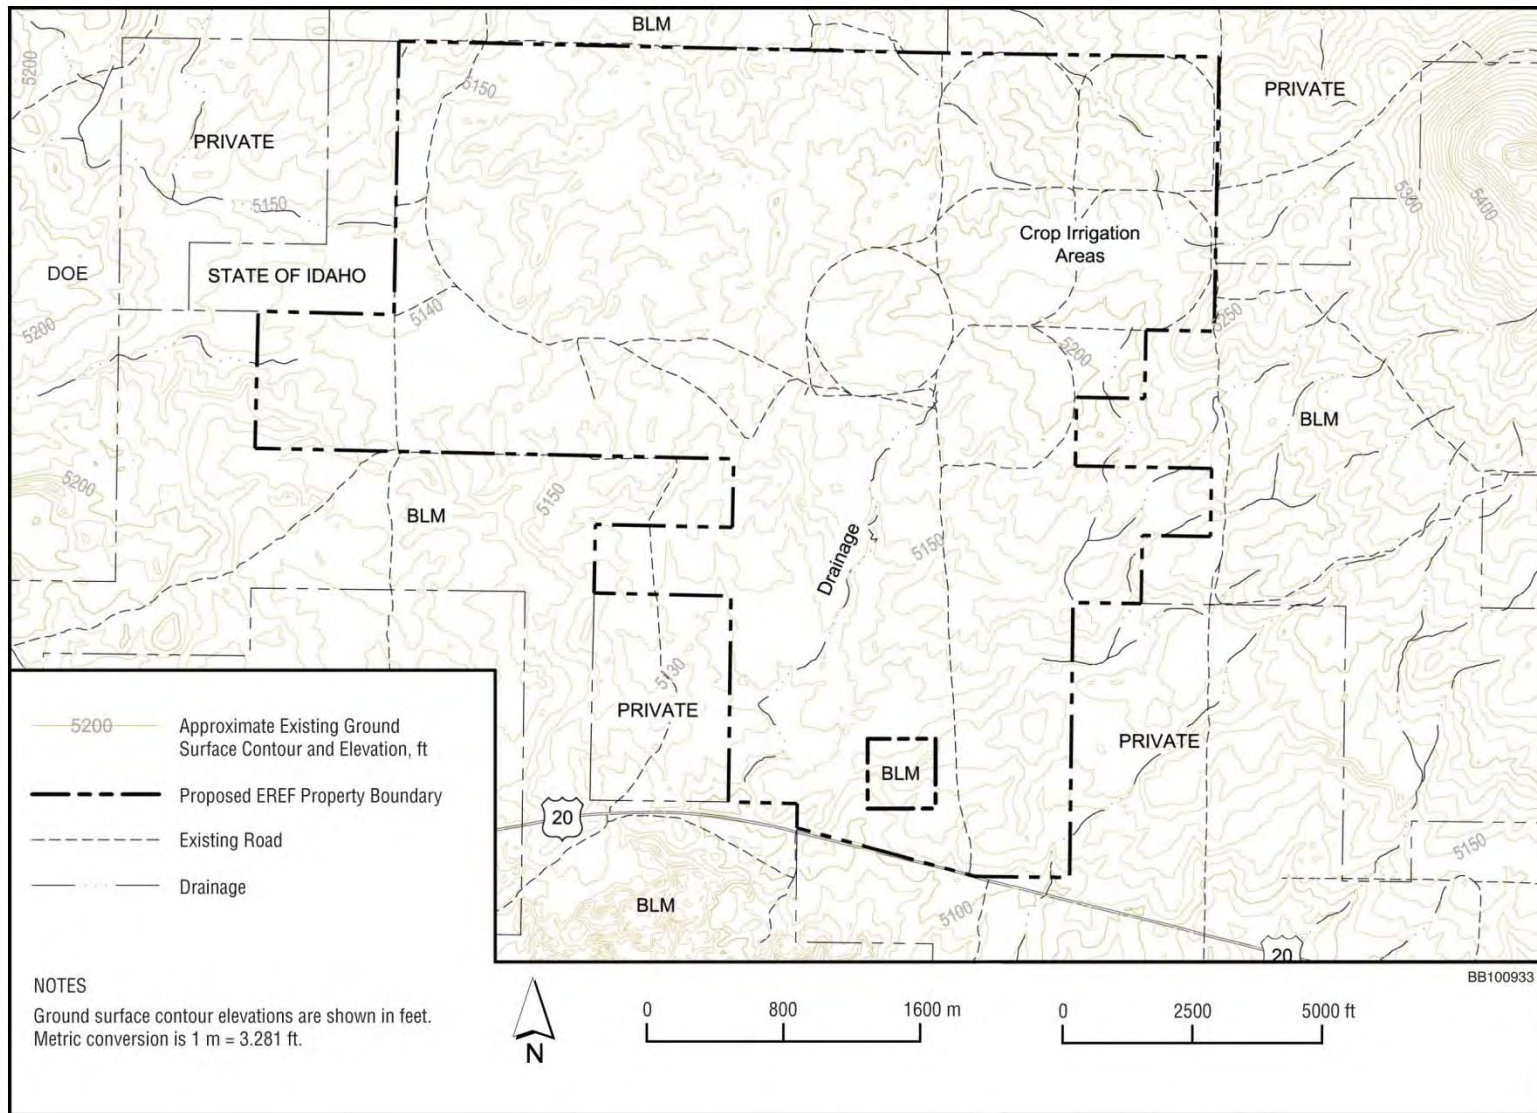 BLM
5200
5150
PRIVATE
PRIVATE
5150
5300
5400
Crop Irrigation
Areas
DOE
STATE OF IDAHO
5200
5140
5250
5200
BLM
5200
5150
BLM
5150
Drainage
5130
PRIVATE
PRIVATE
BLM
20
5150
BLM
5100
20
5200
Approximate Existing Ground
Surface Contour and Elevation, ft
Proposed EREF Property Boundary
Existing Road
Drainage
NOTES
Ground surface contour elevations are shown in feet.
Metric conversion is 1 m = 3.281 ft.
N
0 800 1600 m
0 2500 5000 ft
BB100933